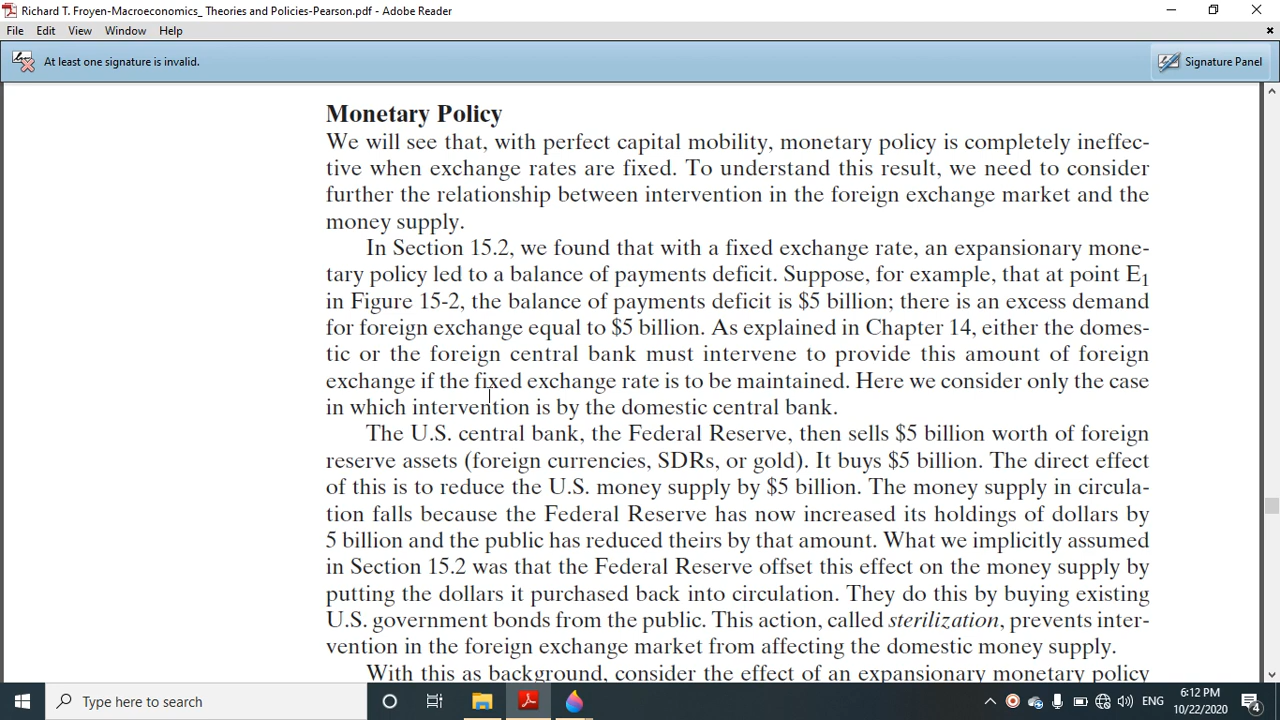 Richard T. Froyen-Macroeconomics_ Theories and Policies-Pearson.pdf - Adobe Reader
File Edit View Window Help
At least one signature is invalid.
Signature Panel
Monetary Policy
We will see that, with perfect capital mobility, monetary policy is completely ineffec-
tive when exchange rates are fixed. To understand this result, we need to consider
further the relationship between intervention in the foreign exchange market and the
money supply.
In Section 15.2, we found that with a fixed exchange rate, an expansionary mone-
tary policy led to a balance of payments deficit. Suppose, for example, that at point E1
in Figure 15-2, the balance of payments deficit is $5 billion; there is an excess demand
for foreign exchange equal to $5 billion. As explained in Chapter 14, either the domes-
tic or the foreign central bank must intervene to provide this amount of foreign
exchange if the fixed exchange rate is to be maintained. Here we consider only the case
in which intervention is by the domestic central bank.
The U.S. central bank, the Federal Reserve, then sells $5 billion worth of foreign
reserve assets (foreign currencies, SDRs, or gold). It buys $5 billion. The direct effect
of this is to reduce the U.S. money supply by $5 billion. The money supply in circula-
tion falls because the Federal Reserve has now increased its holdings of dollars by
5 billion and the public has reduced theirs by that amount. What we implicitly assumed
in Section 15.2 was that the Federal Reserve offset this effect on the money supply by
putting the dollars it purchased back into circulation. They do this by buying existing
U.S. government bonds from the public. This action, called sterilization, prevents inter-
vention in the foreign exchange market from affecting the domestic money supply.
With this as background, consider the effect of an expansionary monetary policy
Type here to search
ENG
6:12 PM
10/22/2020
4